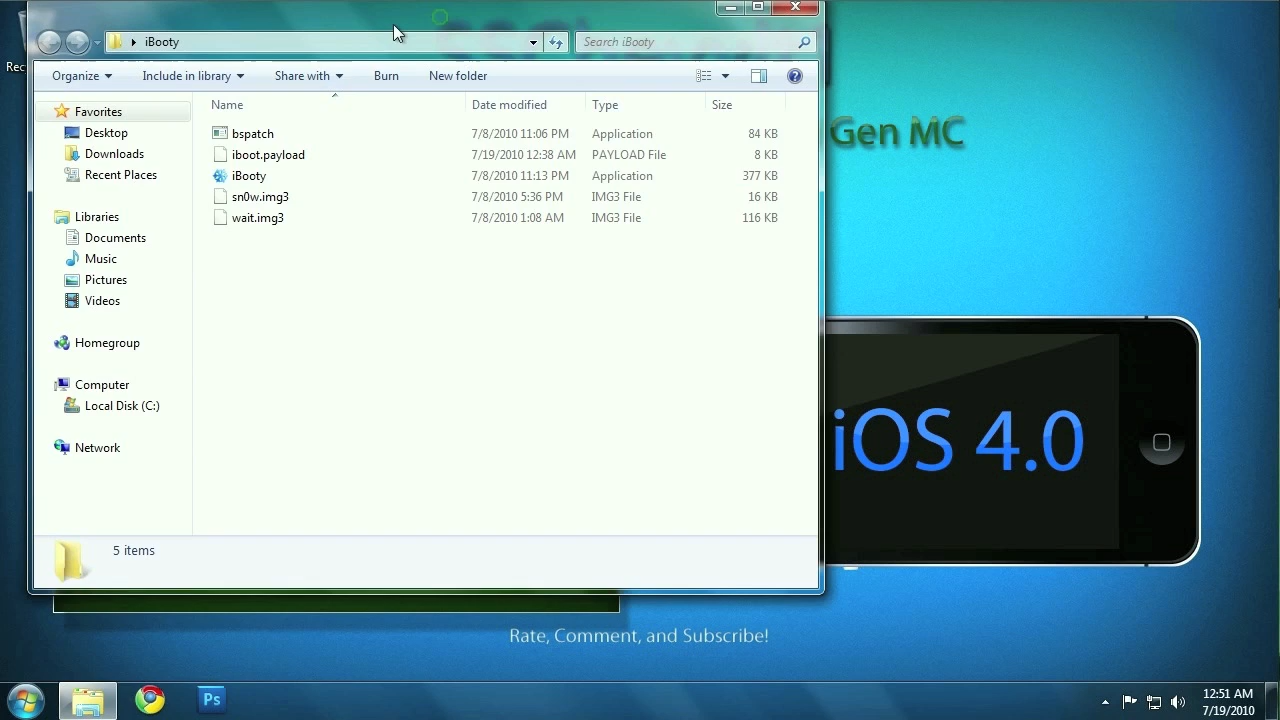 iBooty
Search iBooty
Organize
Include in library
Share with
Burn
New folder
Favorites
Desktop
Downloads
Recent Places
Libraries
Documents
Music
Pictures
Videos
Homegroup
Computer
Local Disk (C:)
Network
Name Date modified Type Size
bspatch 7/8/2010 11:06 PM Application 84 KB
iboot.payload 7/19/2010 12:38 AM PAYLOAD File 8 KB
iBooty 7/8/2010 11:13 PM Application 377 KB
sn0w.img3 7/8/2010 5:36 PM IMG3 File 16 KB
wait.img3 7/8/2010 1:08 AM IMG3 File 116 KB
5 items
Gen MC
iOS 4.0
Rate, Comment, and Subscribe!
Ps
12:51 AM
7/19/2010